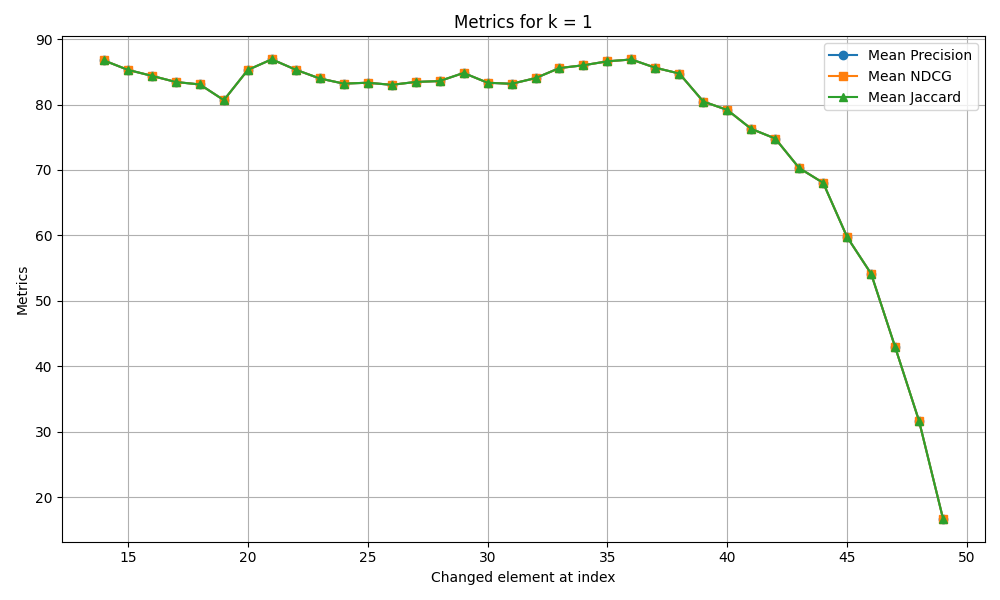 Metrics for k = 1
Mean Precision
Mean NDCG
Mean Jaccard
Metrics
90
80
70
60
50
40
30
20
15
20
25
30
35
40
45
50
Changed element at index